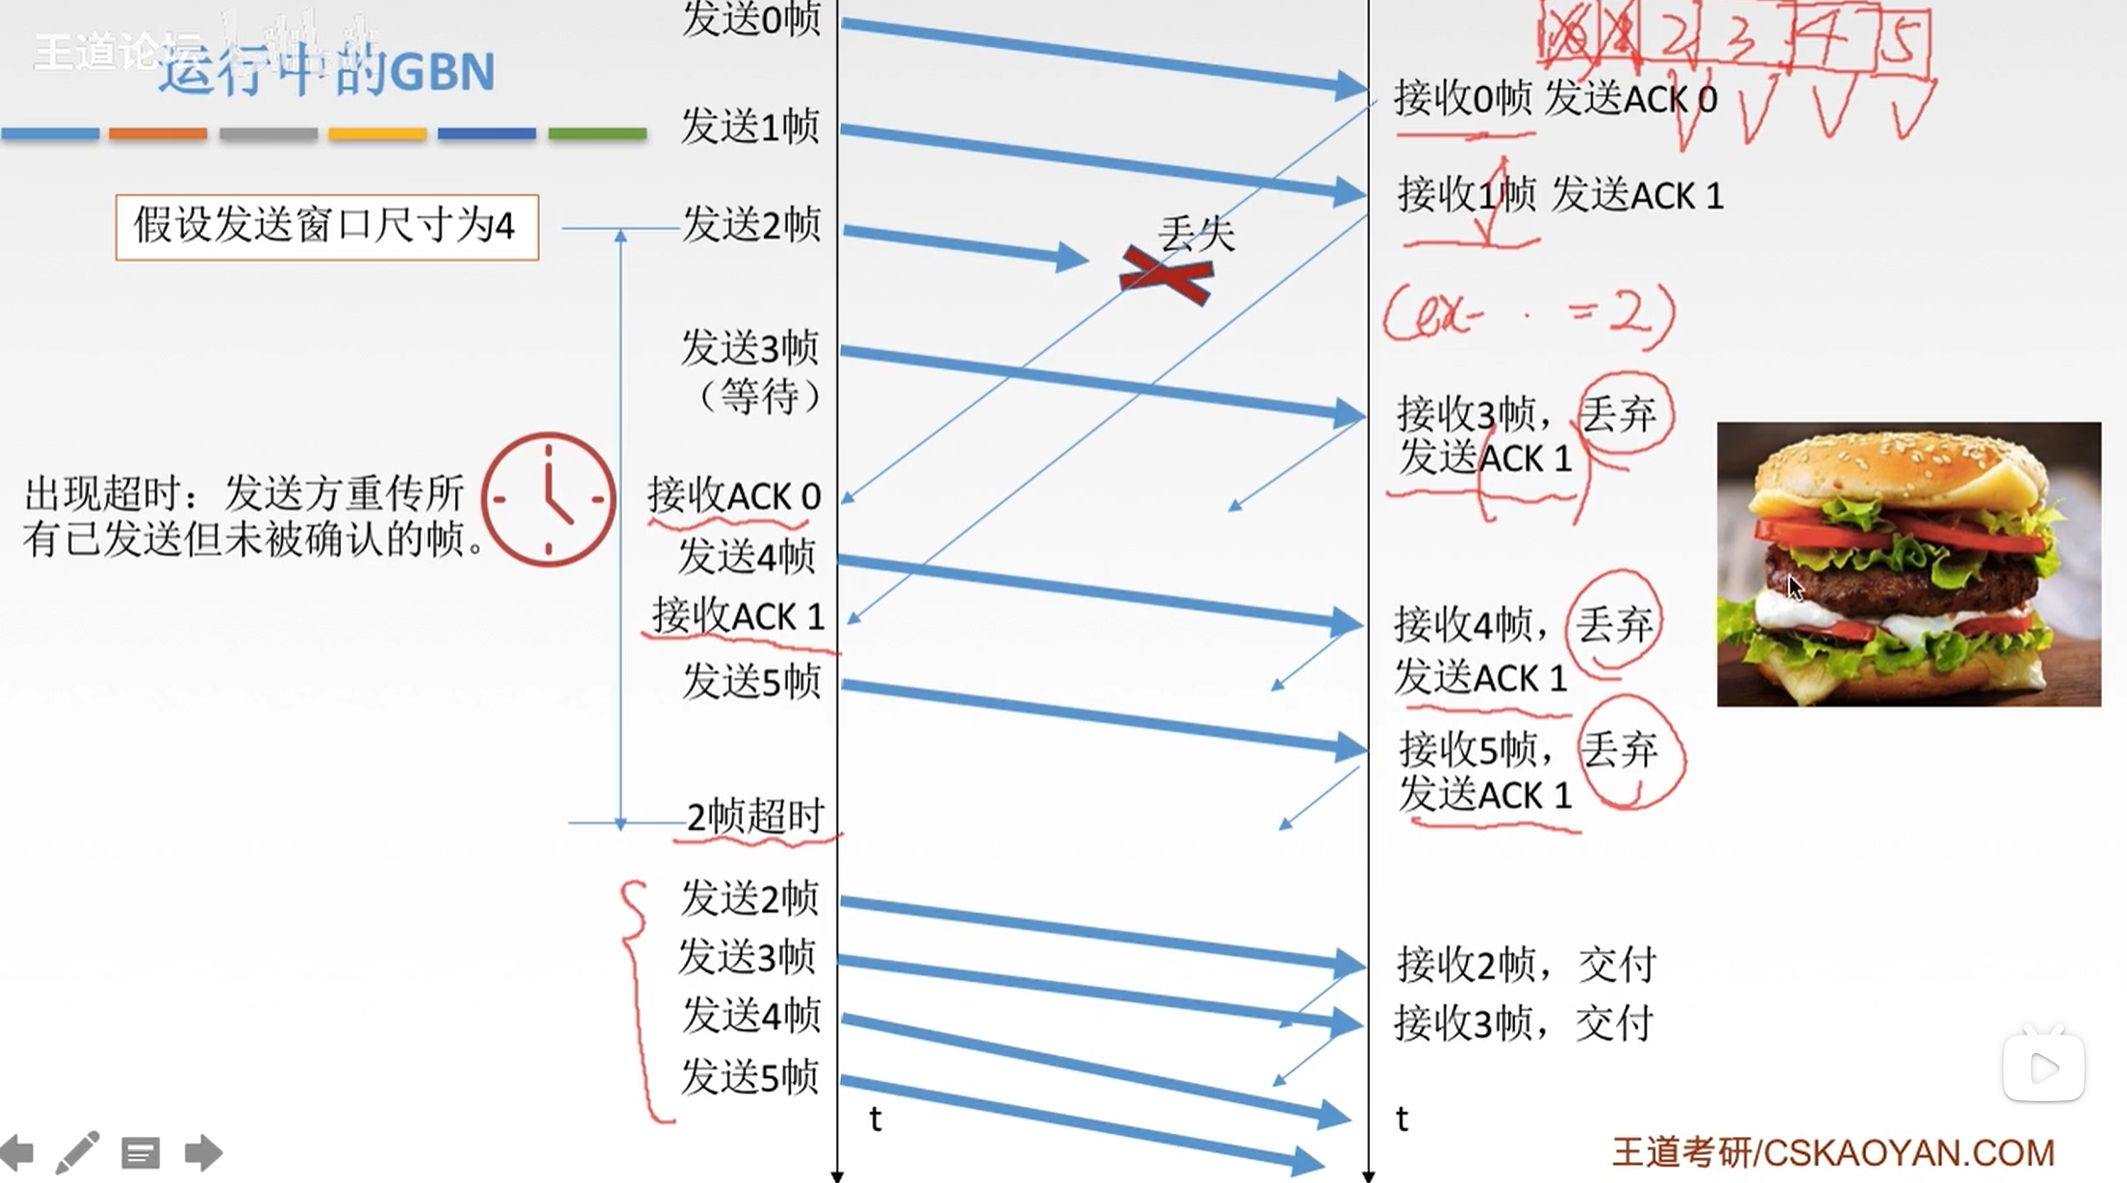 王道论坛
运行中的GBN
假设发送窗口尺寸为4
出现超时：发送方重传所
有已发送但未被确认的帧。
发送0帧
发送1帧
发送2帧
发送3帧
（等待）
接收ACK 0
发送4帧
接收ACK 1
发送5帧
2帧超时
发送2帧
发送3帧
发送4帧
发送5帧
t
丢失
2 3 4 5
接收0帧 发送ACK 0
接收1帧 发送ACK 1
(ex- · = 2)
接收3帧，丢弃
发送ACK 1
接收4帧，丢弃
发送ACK 1
接收5帧，丢弃
发送ACK 1
接收2帧，交付
接收3帧，交付
t
王道考研/CSKAOYAN.COM